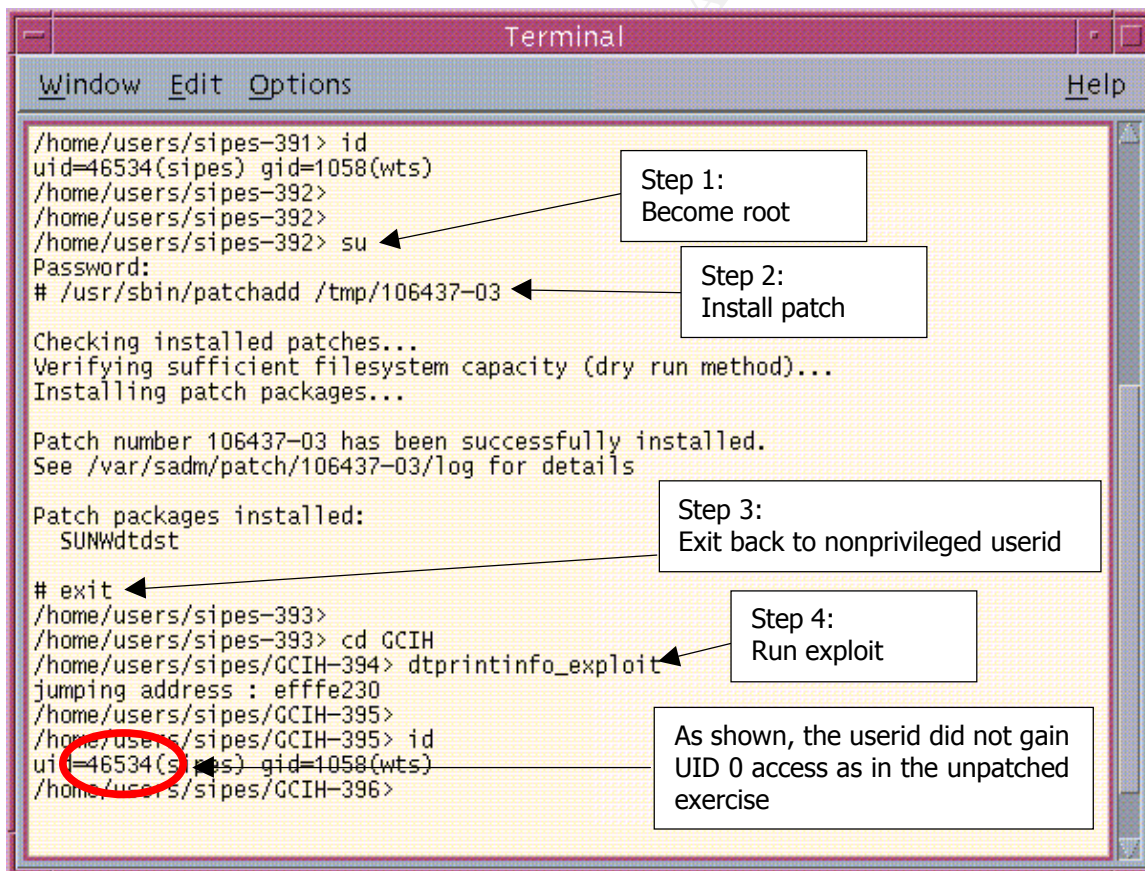 Terminal
Window Edit Options Help
/home/users/sipes-391> id
uid=46534(sipes) gid=1058(wts)
/home/users/sipes-392>
/home/users/sipes-392>
/home/users/sipes-392> su
Password:
# /usr/sbin/patchadd /tmp/106437-03
Checking installed patches...
Verifying sufficient filesystem capacity (dry run method)...
Installing patch packages...
Patch number 106437-03 has been successfully installed.
See /var/sadm/patch/106437-03/log for details
Patch packages installed:
SUNWdtdst
# exit
/home/users/sipes-393>
/home/users/sipes-393> cd GCIH
/home/users/sipes/GCIH-394> dtprintinfo_exploit
jumping address : efffe230
/home/users/sipes/GCIH-395>
/home/users/sipes/GCIH-395> id
uid=46534(sipes) gid=1058(wts)
/home/users/sipes/GCIH-396>
Step 1:
Become root
Step 2:
Install patch
Step 3:
Exit back to nonprivileged userid
Step 4:
Run exploit
As shown, the userid did not gain
UID 0 access as in the unpatched
exercise